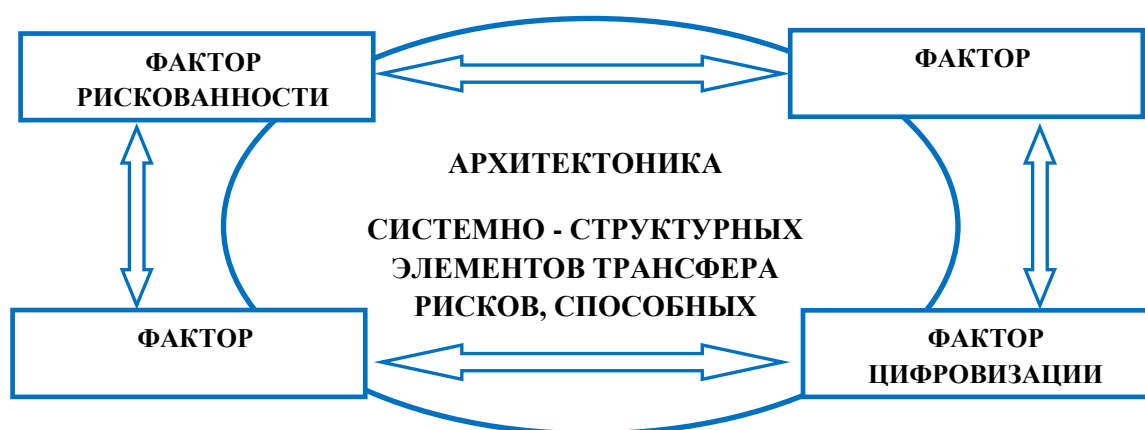 ФАКТОР
РИСКОВАННОСТИ
ФАКТОР
АРХИТЕКТОНИКА
СИСТЕМНО - СТРУКТУРНЫХ
ЭЛЕМЕНТОВ ТРАНСФЕРА
РИСКОВ, СПОСОБНЫХ
ФАКТОР
ФАКТОР
ЦИФРОВИЗАЦИИ